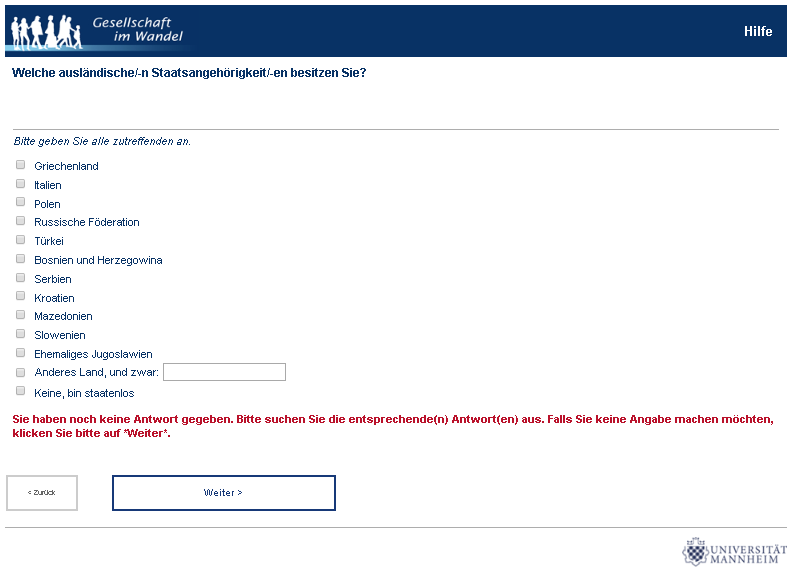 Gesellschaft
im Wandel
Hilfe
Welche ausländische/-n Staatsangehörigkeit/-en besitzen Sie?
Bitte geben Sie alle zutreffenden an.
Griechenland
Italien
Polen
Russische Föderation
Türkei
Bosnien und Herzegowina
Serbien
Kroatien
Mazedonien
Slowenien
Ehemaliges Jugoslawien
Anderes Land, und zwar:
Keine, bin staatenlos
Sie haben noch keine Antwort gegeben. Bitte suchen Sie die entsprechende(n) Antwort(en) aus. Falls Sie keine Angabe machen möchten,
klicken Sie bitte auf *Weiter*.
< Zurück
Weiter >
UNIVERSITÄT
MANNHEIM